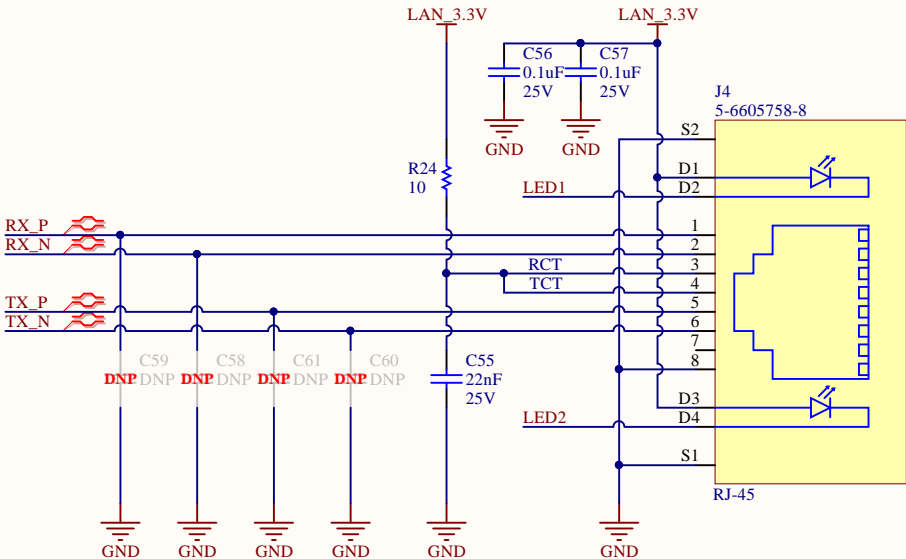 LAN_3.3V
LAN_3.3V
C56
0.1uF
25V
C57
0.1uF
25V
GND
GND
J4
5-6605758-8
R24
10
S2
D1
D2
LED1
RX_P
RX_N
1
2
RCT
3
TCT
4
TX_P
TX_N
5
6
7
8
C59
DNP DNP
C58
DNP DNP
C61
DNP DNP
C60
DNP DNP
C55
22nF
25V
D3
D4
LED2
S1
RJ-45
GND
GND
GND
GND
GND
GND